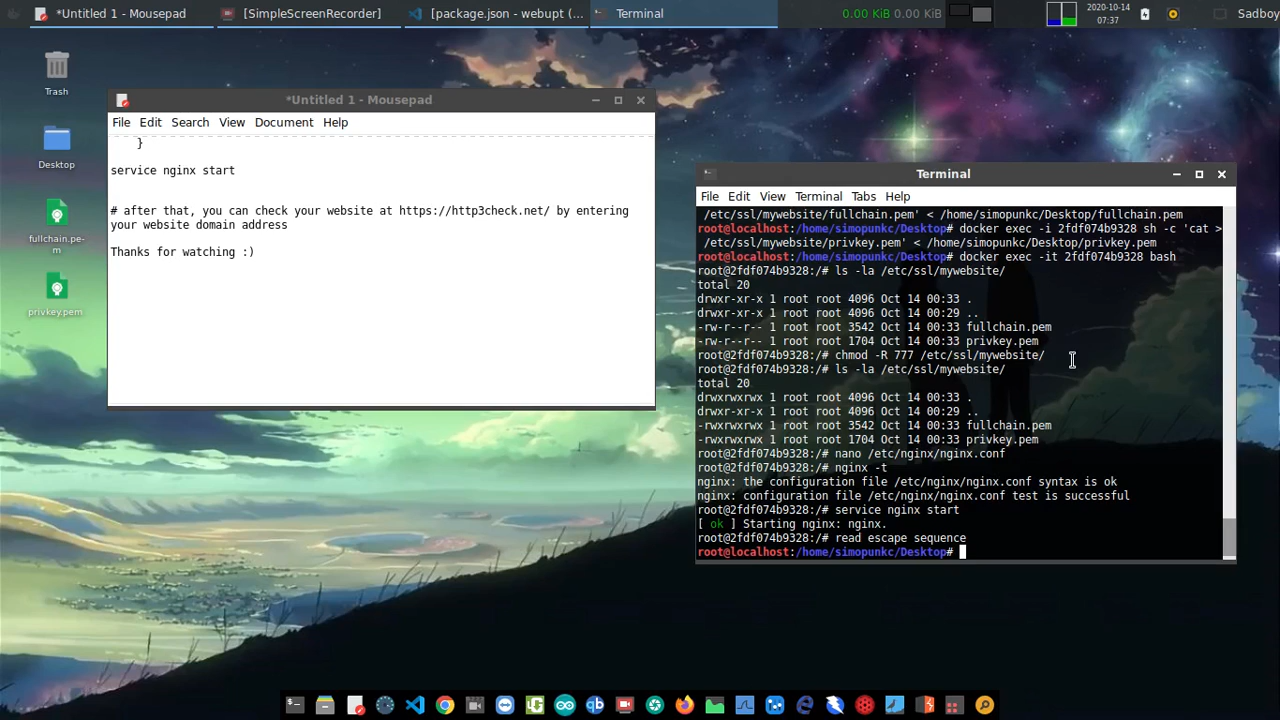 *Untitled 1 - Mousepad
[SimpleScreenRecorder]
[package.json - webupt (...
Terminal
0.00 KiB 0.00 KiB
2020-10-14
07:37
Sadboy
Trash
Desktop
fullchain.pe-
m
privkey.pem
*Untitled 1 - Mousepad
File Edit Search View Document Help
}
service nginx start
# after that, you can check your website at https://http3check.net/ by entering
your website domain address
Thanks for watching :)
Terminal
File Edit View Terminal Tabs Help
/etc/ssl/mywebsite/fullchain.pem' < /home/simopunkc/Desktop/fullchain.pem
root@localhost:/home/simopunkc/Desktop# docker exec -i 2fdf074b9328 sh -c 'cat >
/etc/ssl/mywebsite/privkey.pem' < /home/simopunkc/Desktop/privkey.pem
root@localhost:/home/simopunkc/Desktop# docker exec -it 2fdf074b9328 bash
root@2fdf074b9328:/# ls -la /etc/ssl/mywebsite/
total 20
drwxr-xr-x 1 root root 4096 Oct 14 00:33 .
drwxr-xr-x 1 root root 4096 Oct 14 00:29 ..
-rw-r--r-- 1 root root 3542 Oct 14 00:33 fullchain.pem
-rw-r--r-- 1 root root 1704 Oct 14 00:33 privkey.pem
root@2fdf074b9328:/# chmod -R 777 /etc/ssl/mywebsite/
root@2fdf074b9328:/# ls -la /etc/ssl/mywebsite/
total 20
drwxrwxrwx 1 root root 4096 Oct 14 00:33 .
drwxr-xr-x 1 root root 4096 Oct 14 00:29 ..
-rwxrwxrwx 1 root root 3542 Oct 14 00:33 fullchain.pem
-rwxrwxrwx 1 root root 1704 Oct 14 00:33 privkey.pem
root@2fdf074b9328:/# nano /etc/nginx/nginx.conf
root@2fdf074b9328:/# nginx -t
nginx: the configuration file /etc/nginx/nginx.conf syntax is ok
nginx: configuration file /etc/nginx/nginx.conf test is successful
root@2fdf074b9328:/# service nginx start
[ ok ] Starting nginx: nginx.
root@2fdf074b9328:/# read escape sequence
root@localhost:/home/simopunkc/Desktop#